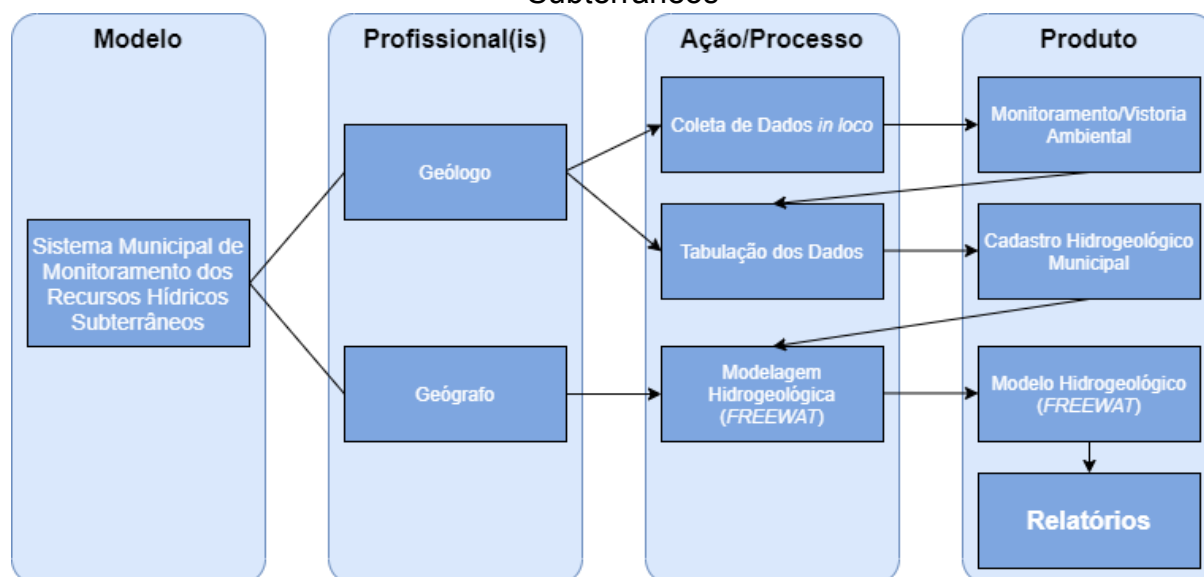 Subterrâneos
Modelo
Profissional(is)
Ação/Processo
Produto
Sistema Municipal de
Monitoramento dos
Recursos Hídricos
Subterrâneos
Geólogo
Geógrafo
Coleta de Dados in loco
Tabulação dos Dados
Modelagem
Hidrogeológica
(FREEWAT)
Monitoramento/Vistoria
Ambiental
Cadastro Hidrogeológico
Municipal
Modelo Hidrogeológico
(FREEWAT)
Relatórios